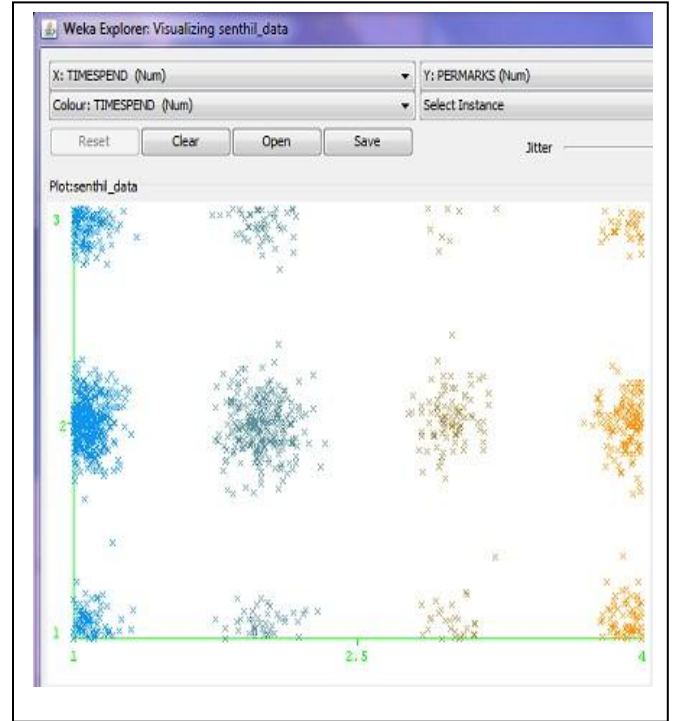 Weka Explorer: Visualizing senthil_data
X: TIMESPEND (Num) Y: PERMARKS (Num)
Colour: TIMESPEND (Num) Select Instance
Reset Clear Open Save Jitter
Plot:senthil_data
3
2
1
1 2.5 4